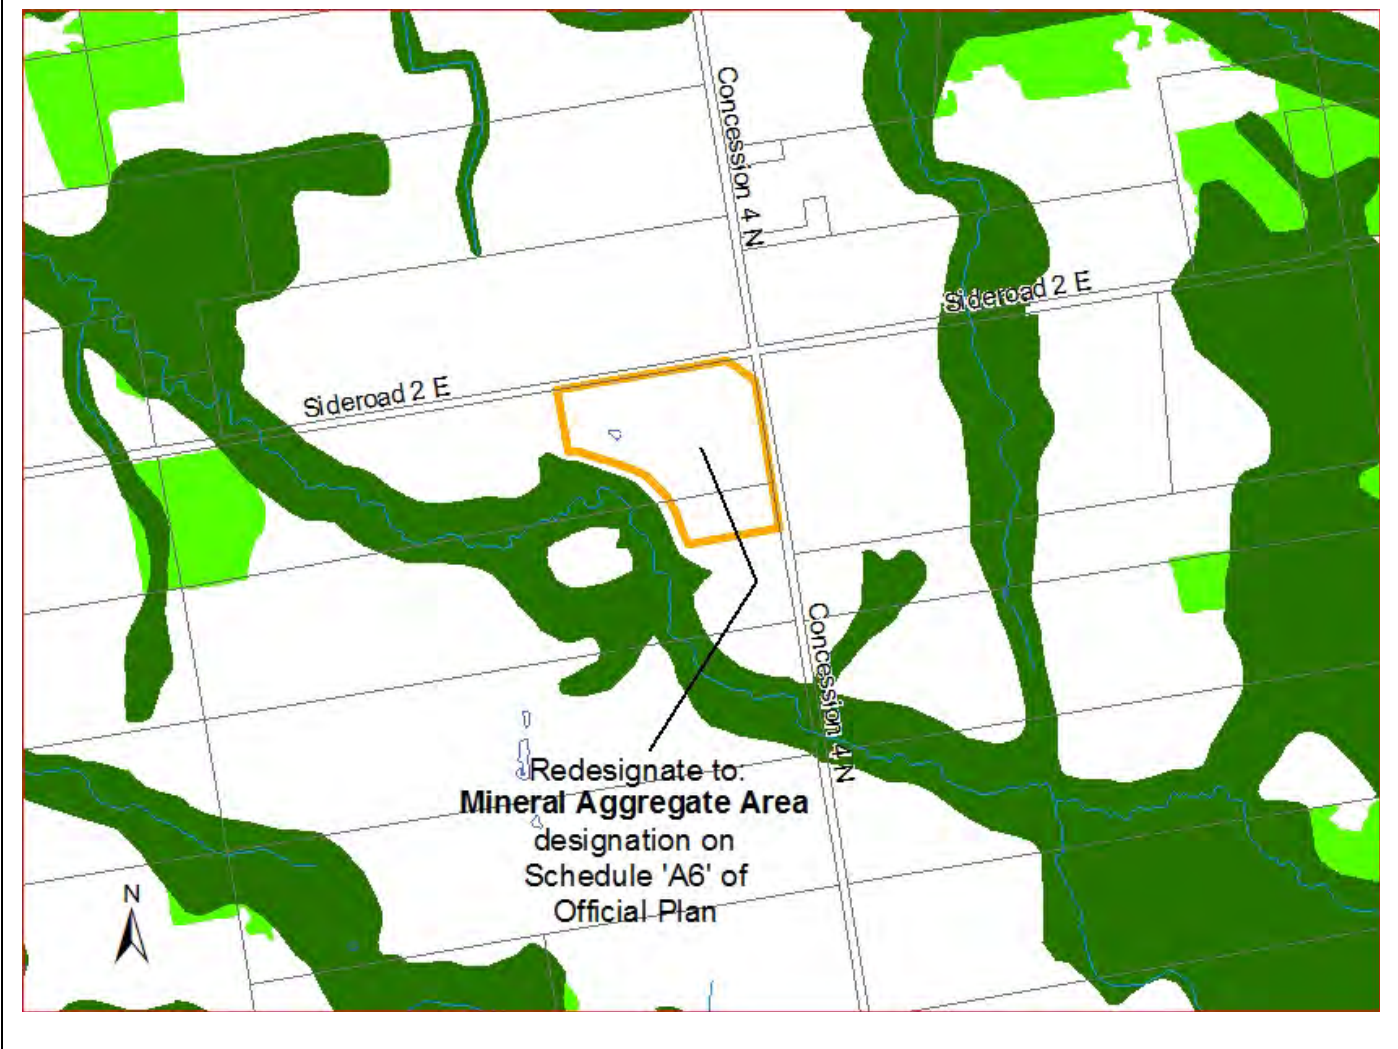 Concession 4 N
Sideroad 2 E
Sideroad 2 E
Concession 4 N
Redesignate to:
Mineral Aggregate Area
designation on
Schedule 'A6' of
Official Plan
N